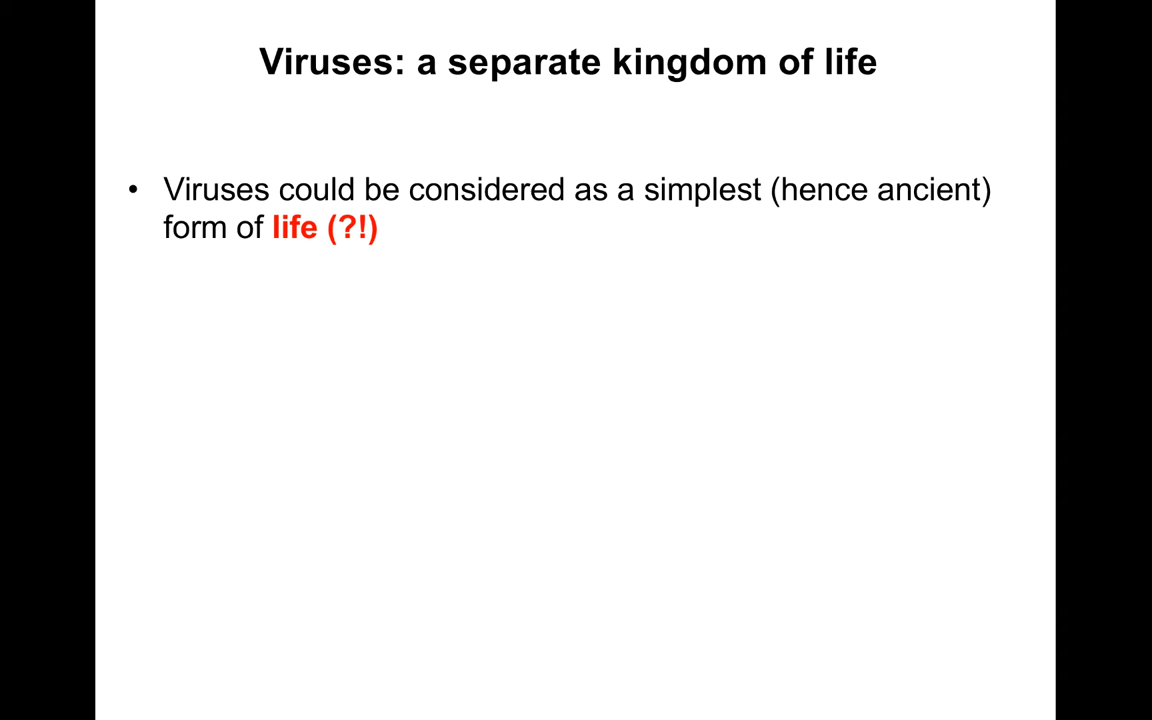 Viruses: a separate kingdom of life
• Viruses could be considered as a simplest (hence ancient)
form of life (?!)